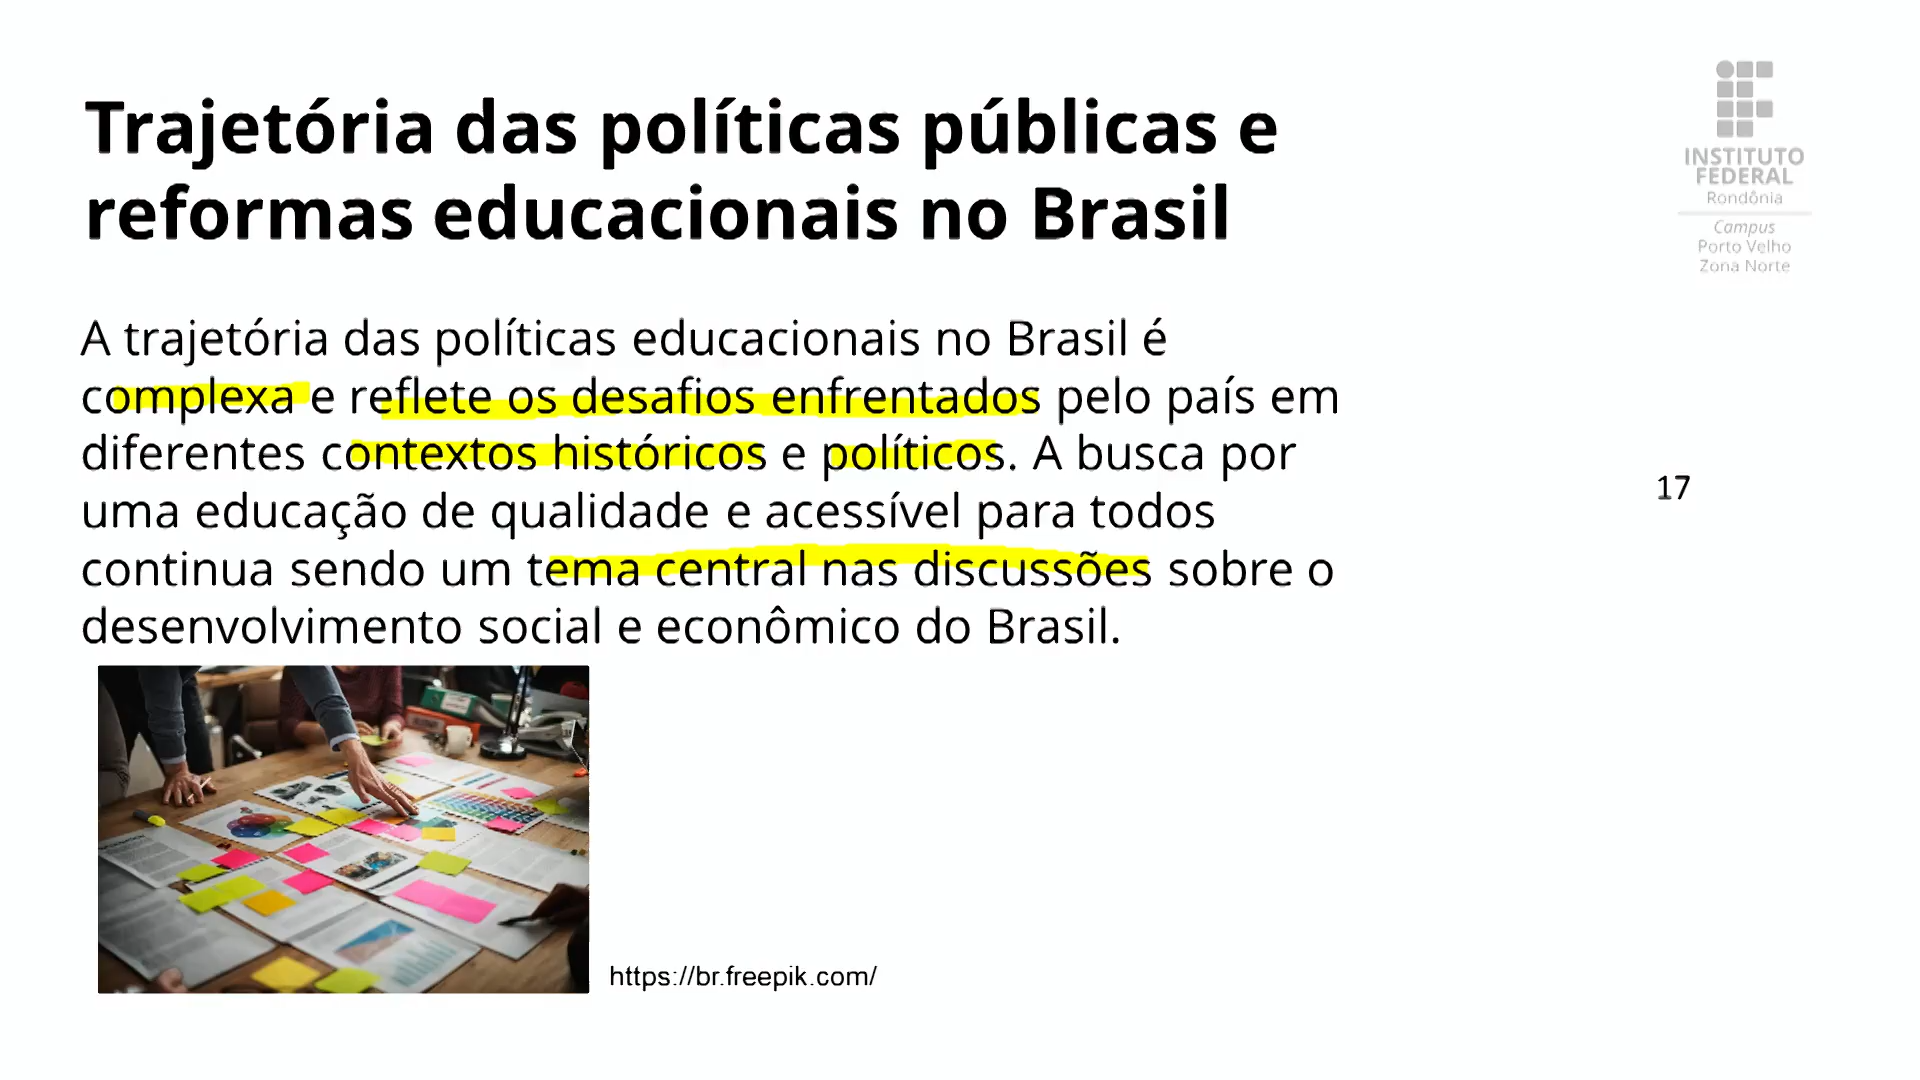 Trajetória das políticas públicas e
reformas educacionais no Brasil
INSTITUTO
FEDERAL
Rondônia
Campus
Porto Velho
Zona Norte
A trajetória das políticas educacionais no Brasil é
complexa e reflete os desafios enfrentados pelo país em
diferentes contextos históricos e políticos. A busca por
uma educação de qualidade e acessível para todos
continua sendo um tema central nas discussões sobre o
desenvolvimento social e econômico do Brasil.
17
https://br.freepik.com/